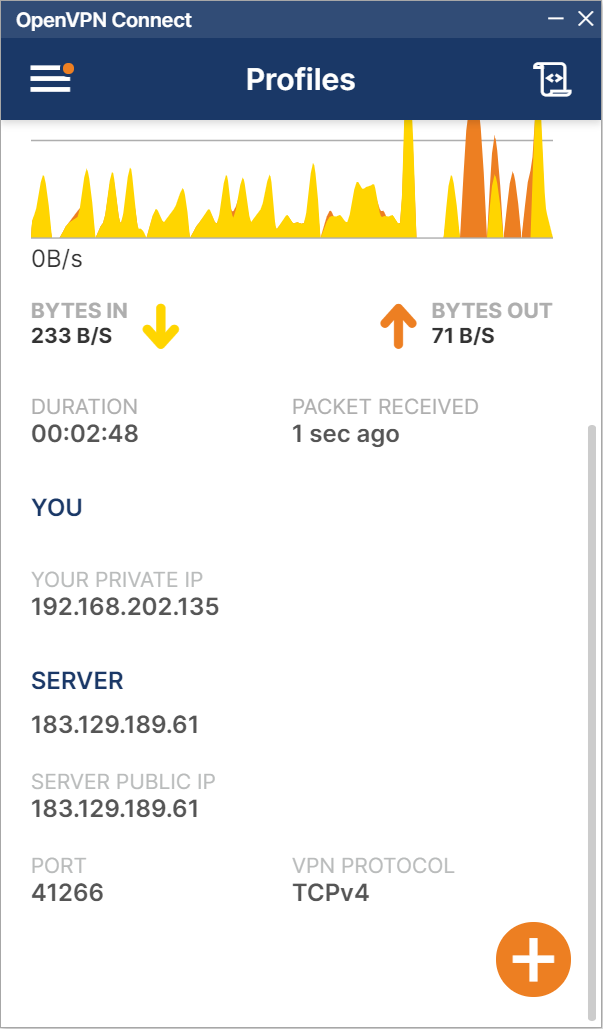 OpenVPN Connect
Profiles
0B/s
BYTES IN
233 B/S
BYTES OUT
71 B/S
DURATION
00:02:48
PACKET RECEIVED
1 sec ago
YOU
YOUR PRIVATE IP
192.168.202.135
SERVER
183.129.189.61
SERVER PUBLIC IP
183.129.189.61
PORT
41266
VPN PROTOCOL
TCPv4